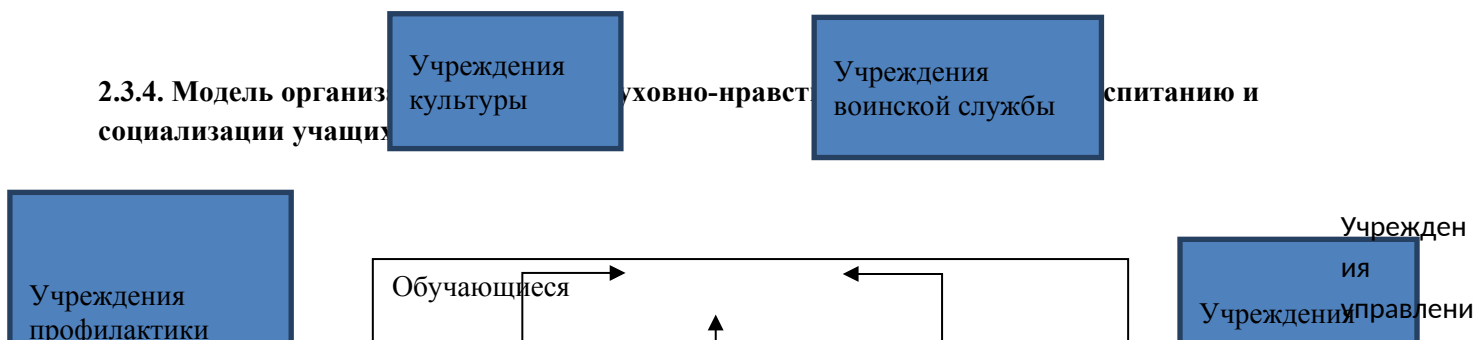 Учреждения
культуры
Учреждения
воинской службы
2.3.4. Модель организ уховно-нравст спитанию и
социализации учащих
Учрежден
ия
управлени
Обучающиеся
Учреждения
профилактики
Учреждения